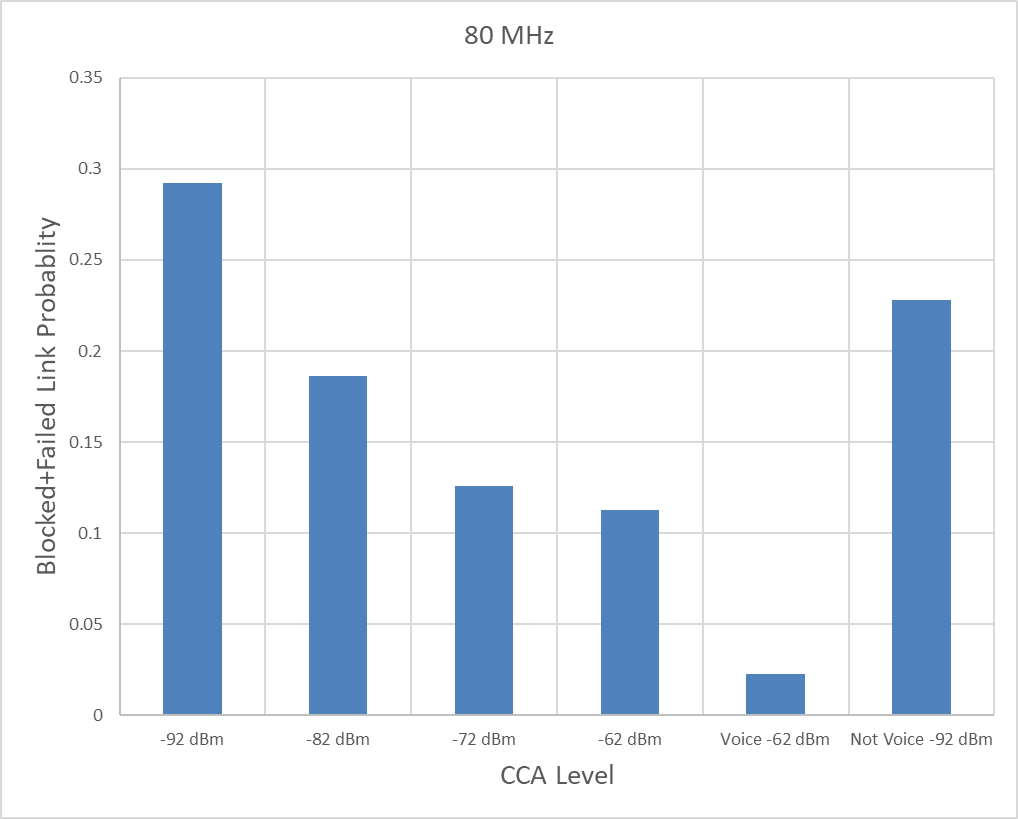 80 MHz
Blocked+Failed Link Probablity
0.35
0.3
0.25
0.2
0.15
0.1
0.05
0
-92 dBm
-82 dBm
-72 dBm
-62 dBm
Voice -62 dBm
Not Voice -92 dBm
CCA Level